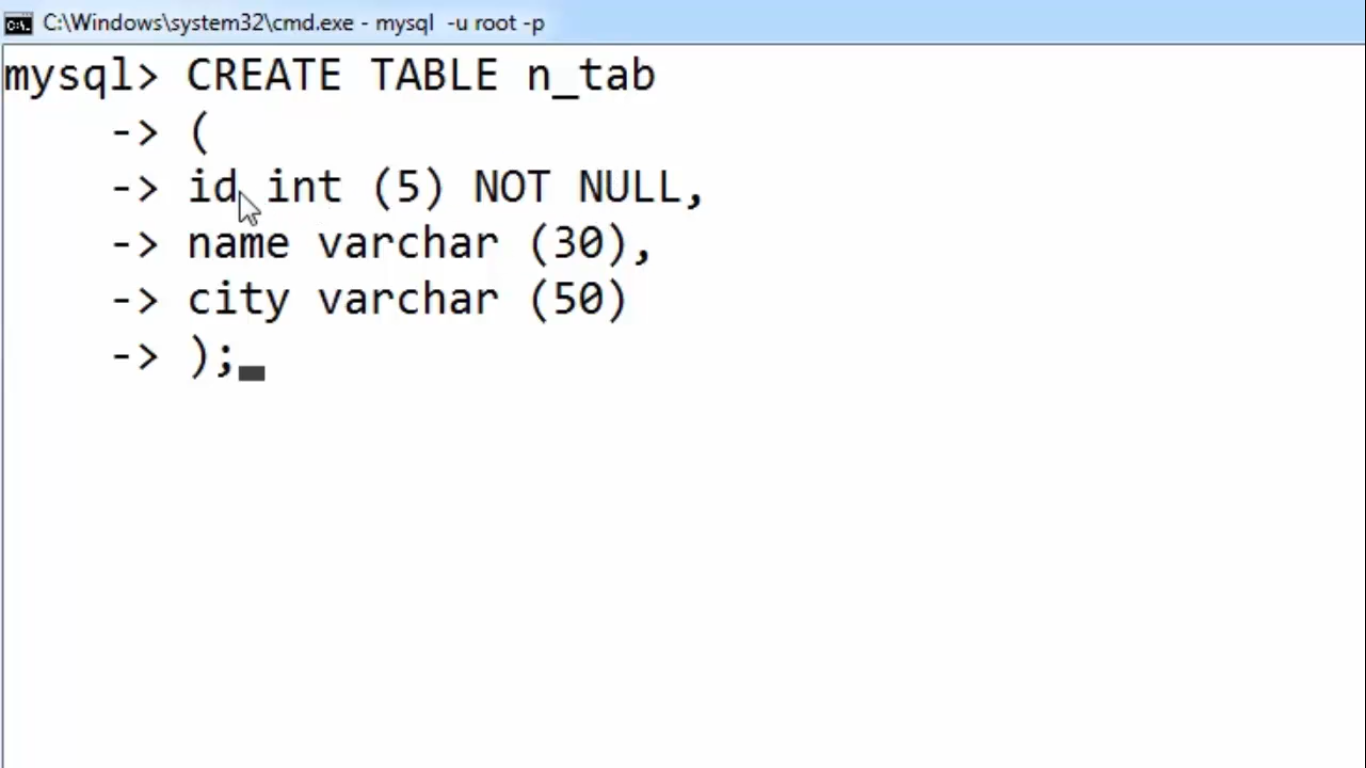 C:\Windows\system32\cmd.exe - mysql -u root -p
mysql> CREATE TABLE n_tab
-> (
-> id int (5) NOT NULL,
-> name varchar (30),
-> city varchar (50)
-> );